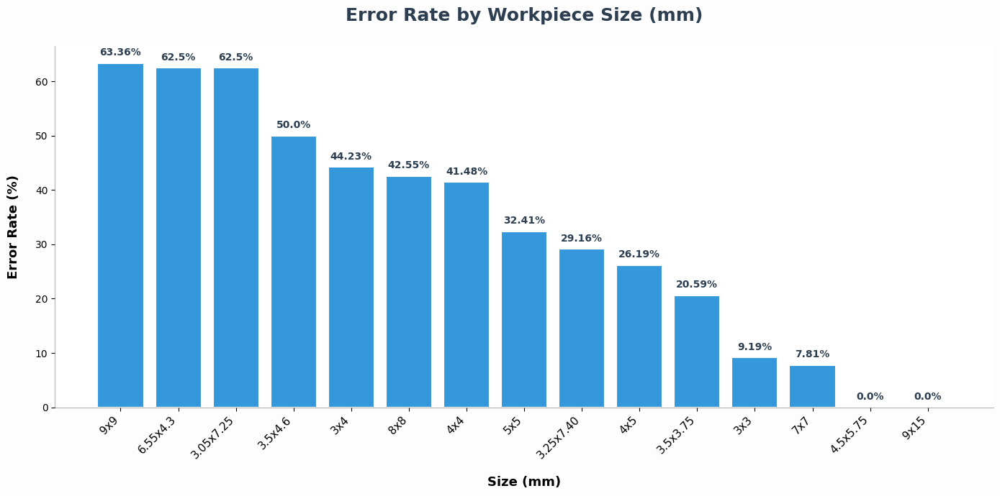 Error Rate by Workpiece Size (mm)
63.36%
62.5%
62.5%
50.0%
44.23%
42.55%
41.48%
32.41%
29.16%
26.19%
20.59%
9.19%
7.81%
0.0%
0.0%
Error Rate (%)
60
50
40
30
20
10
0
9x9
6.55x4.3
3.05x7.25
3.5x4.6
3x4
8x8
4x4
5x5
3.25x7.40
4x5
3.5x3.75
3x3
7x7
4.5x5.75
9x15
Size (mm)